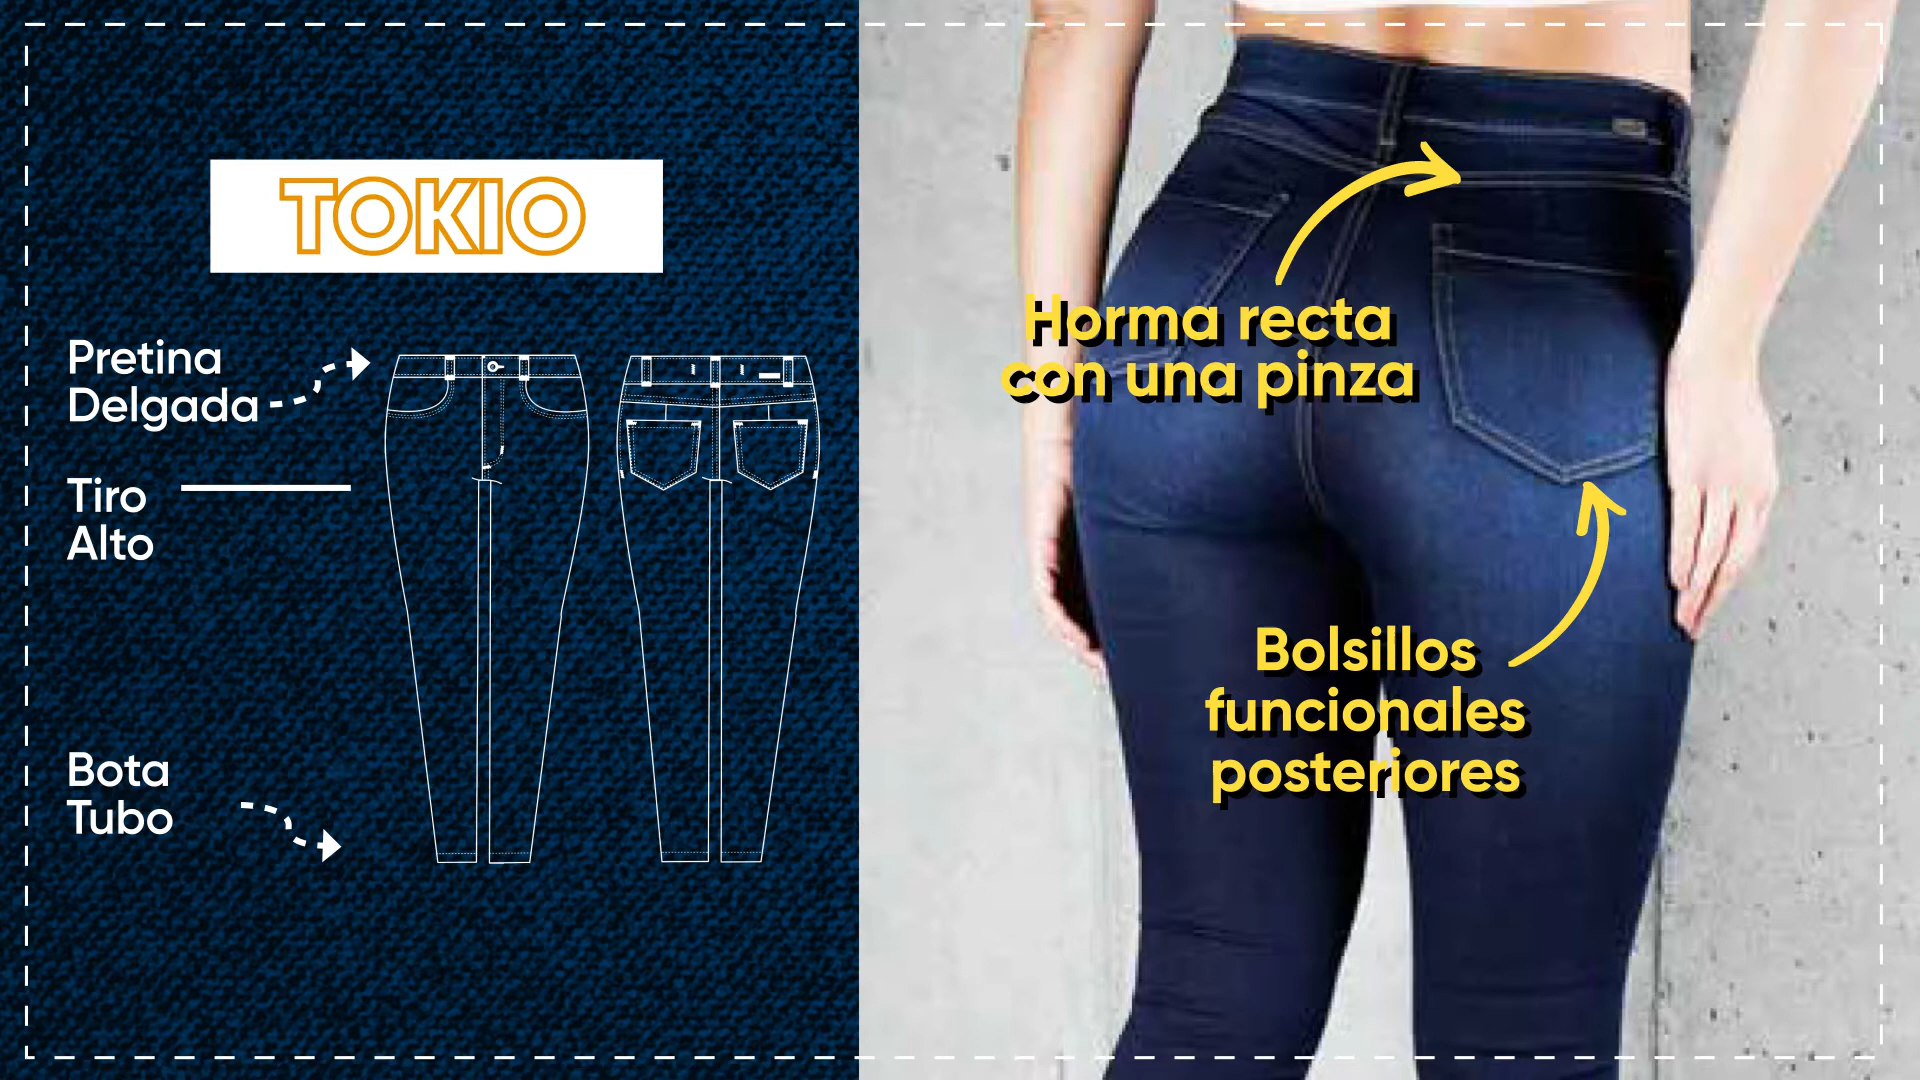 TOKIO
Pretina
Delgada
Tiro
Alto
Bota
Tubo
Horma recta
con una pinza
Bolsillos
funcionales
posteriores